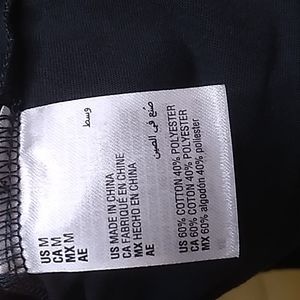 US M
CA M
MX M
AE
وسط
US MADE IN CHINA
CA FABRIQUÉ EN CHINE
MX HECHO EN CHINA
AE
صنع في الصين
US 60% COTTON 40% POLYESTER
CA 60% COTON 40% POLYESTER
MX 60% algodón 40% poliéster